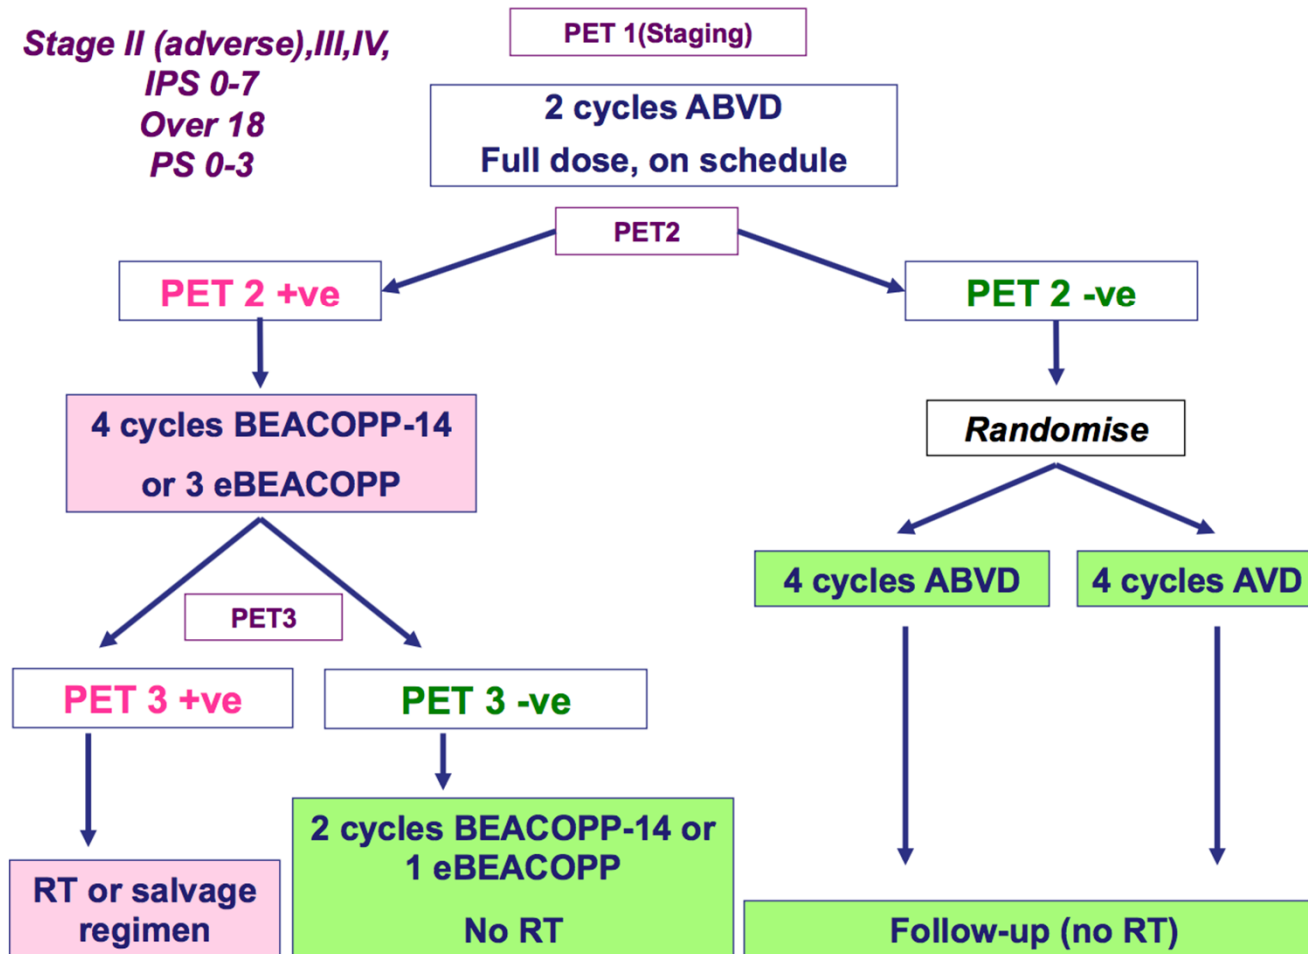 Stage II (adverse),III,IV,
IPS 0-7
Over 18
PS 0-3
PET 1(Staging)
2 cycles ABVD
Full dose, on schedule
PET2
PET 2 +ve
PET 2 -ve
4 cycles BEACOPP-14
or 3 eBEACOPP
Randomise
4 cycles ABVD
4 cycles AVD
PET3
PET 3 +ve
PET 3 -ve
RT or salvage
regimen
2 cycles BEACOPP-14 or
1 eBEACOPP
No RT
Follow-up (no RT)